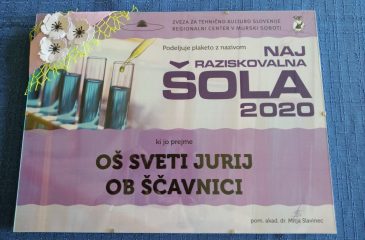 ZVEZA ZA TEHNIČNO KULTURO SLOVENIJE
REGIONALNI CENTER V MURSKI SOBOTI
Podeljuje plaketo z nazivom
NAJ
RAZISKOVALNA
ŠOLA
2020
ki jo prejme
OŠ SVETI JURIJ
OB ŠČAVNICI
pom. akad. dr. Mitja Slavinec